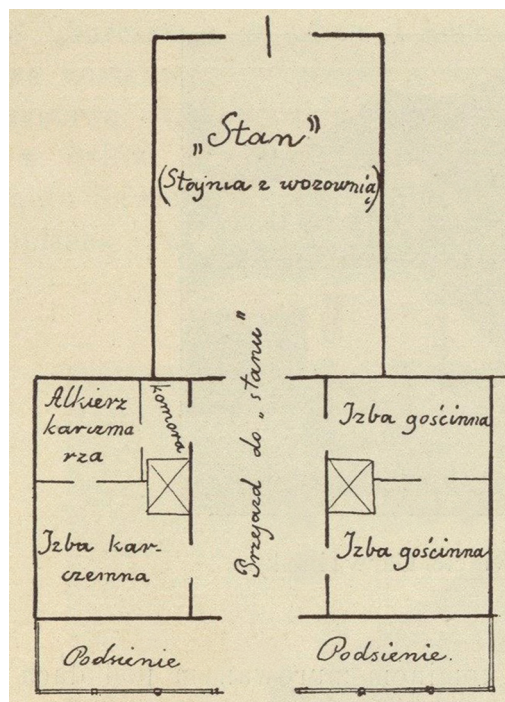 „Stan”
(Stajnia z wozownią)
Przejazd do „stanu”
Alkierz
karczma
rza
komora
Izba gościnna
Izba kar-
czemna
Izba gościnna
Podsienie
Podsienie.